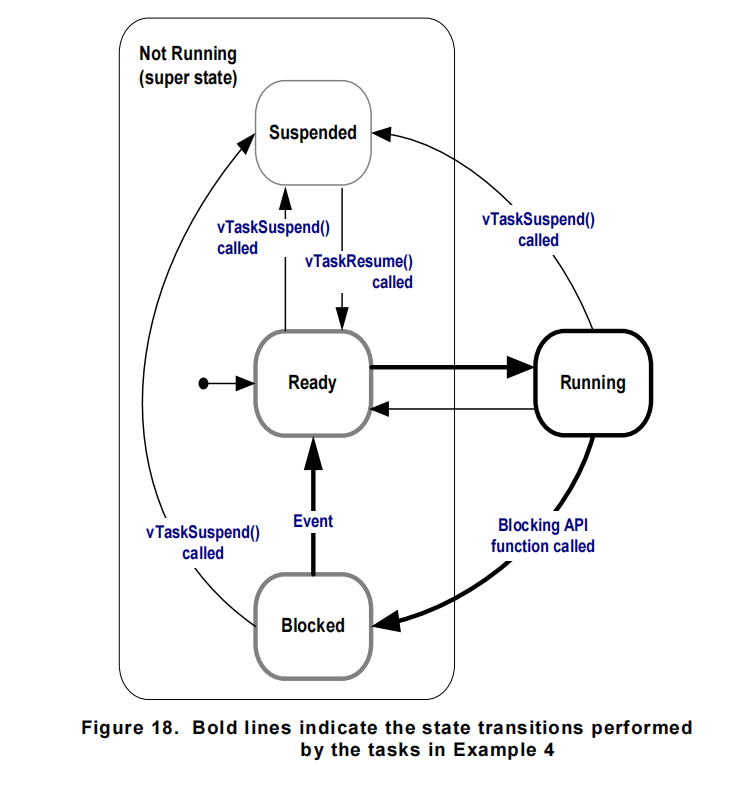 Not Running
(super state)
Suspended
vTaskSuspend()
called
vTaskSuspend()
called
vTaskResume()
called
Ready
Running
Event
vTaskSuspend()
called
Blocking API
function called
Blocked
Figure 18. Bold lines indicate the state transitions performed
by the tasks in Example 4